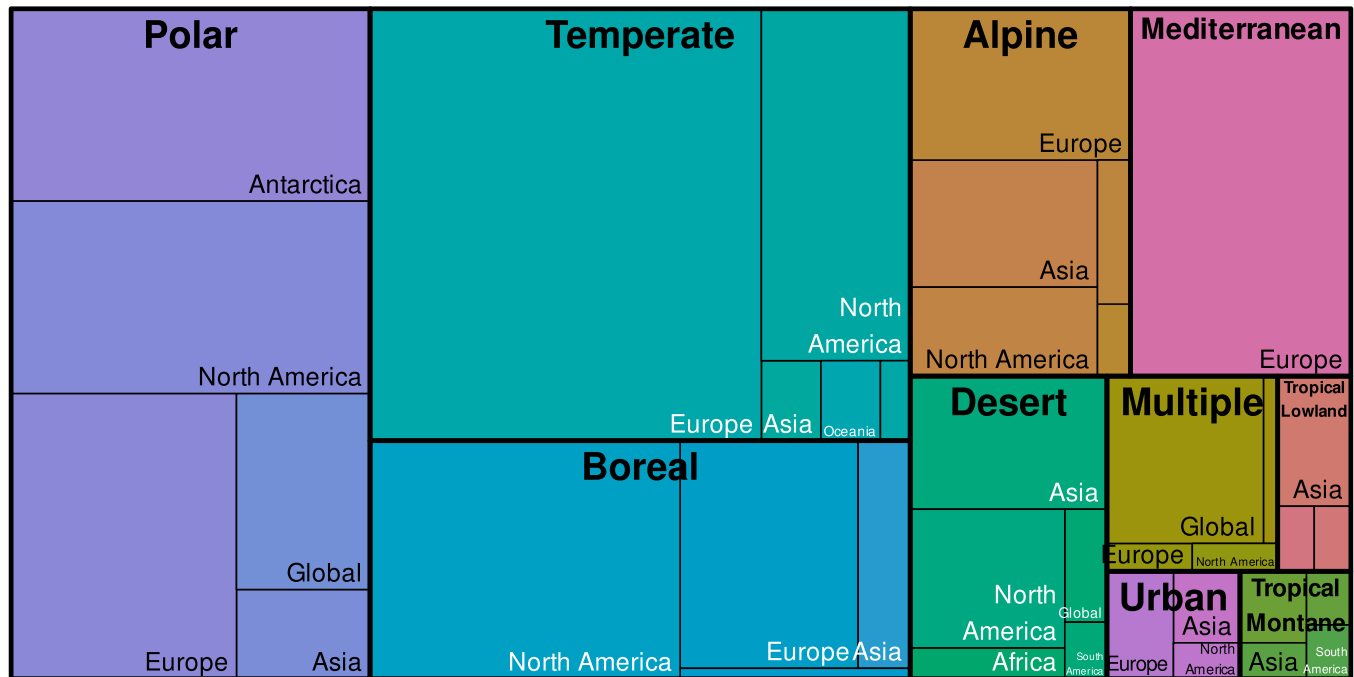 Polar
Antarctica
North America
Europe
Global
Asia
Temperate
Europe
North
America
Asia
Oceania
Boreal
North America
Europe
Asia
Alpine
Europe
Asia
North America
Mediterranean
Europe
Desert
Asia
North
America
Global
Africa
South
America
Multiple
Global
Europe
North America
Tropical
Lowland
Asia
Urban
Europe
Asia
North
America
Tropical
Montane
Asia
South
America